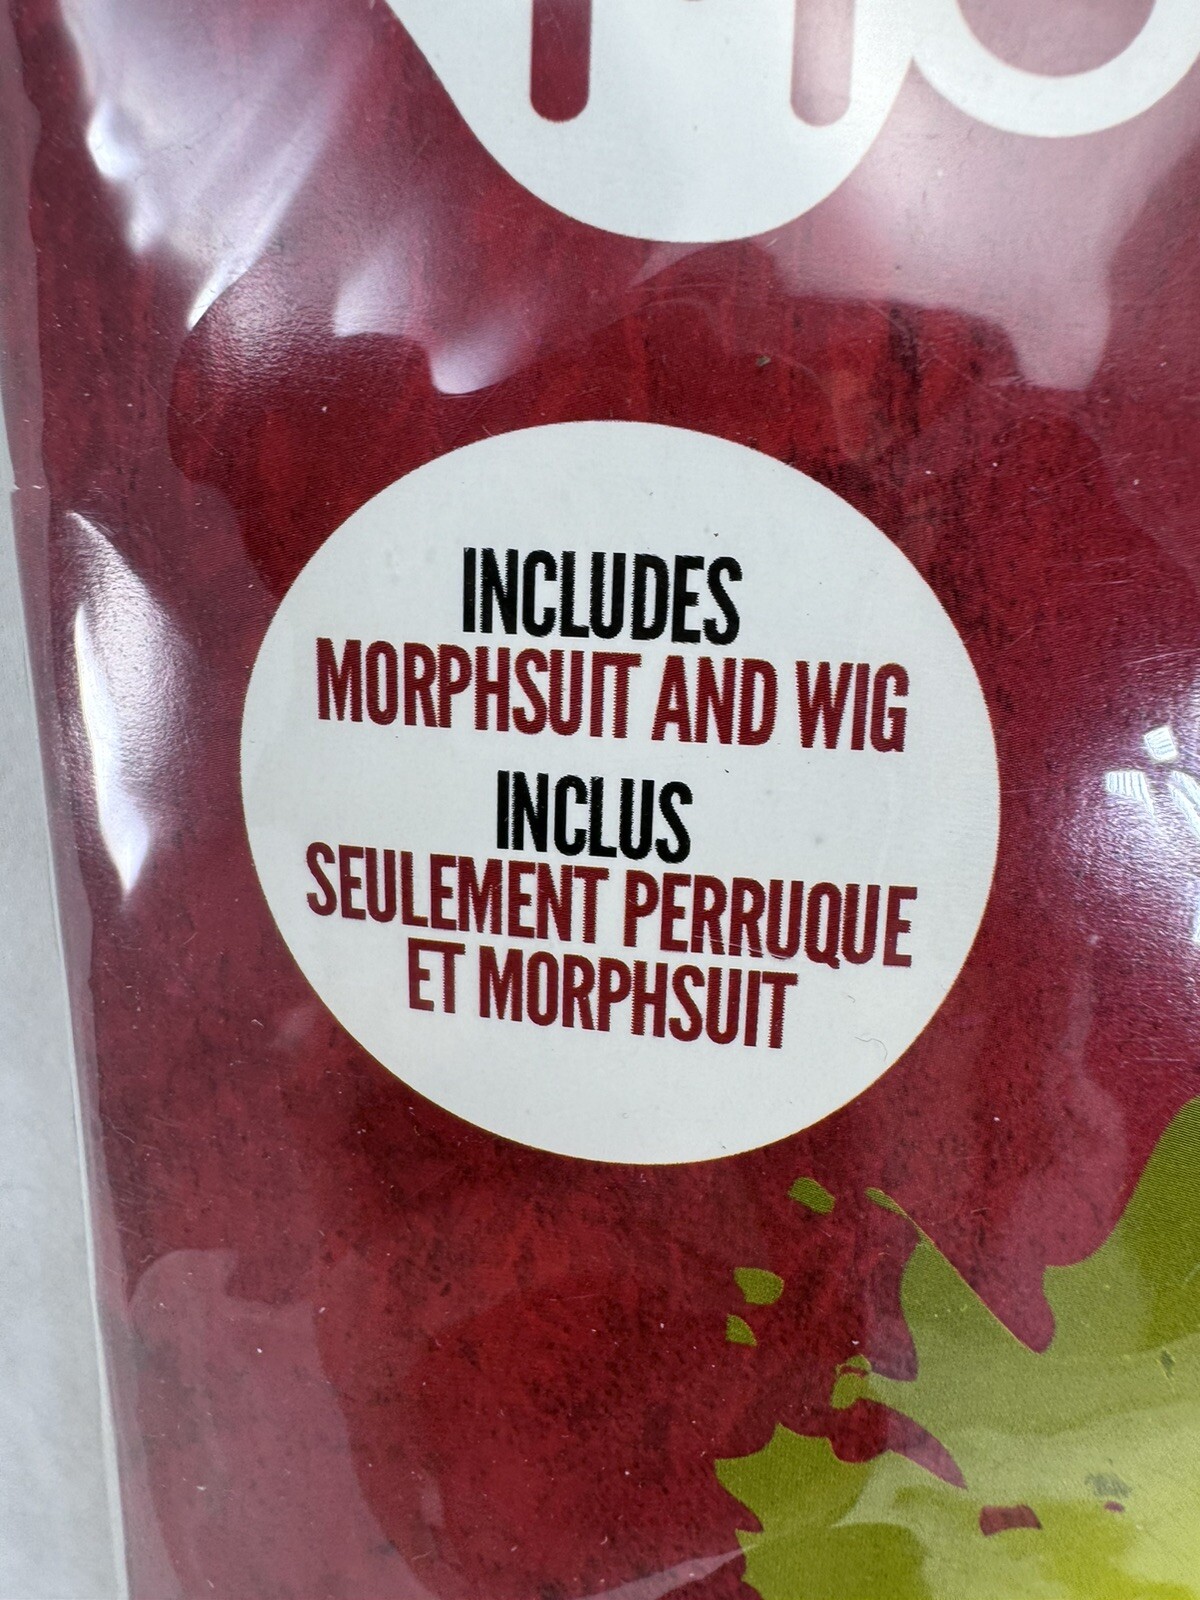 INCLUDES
MORPHSUIT AND WIG
INCLUS
SEULEMENT PERRUQUE
ET MORPHSUIT